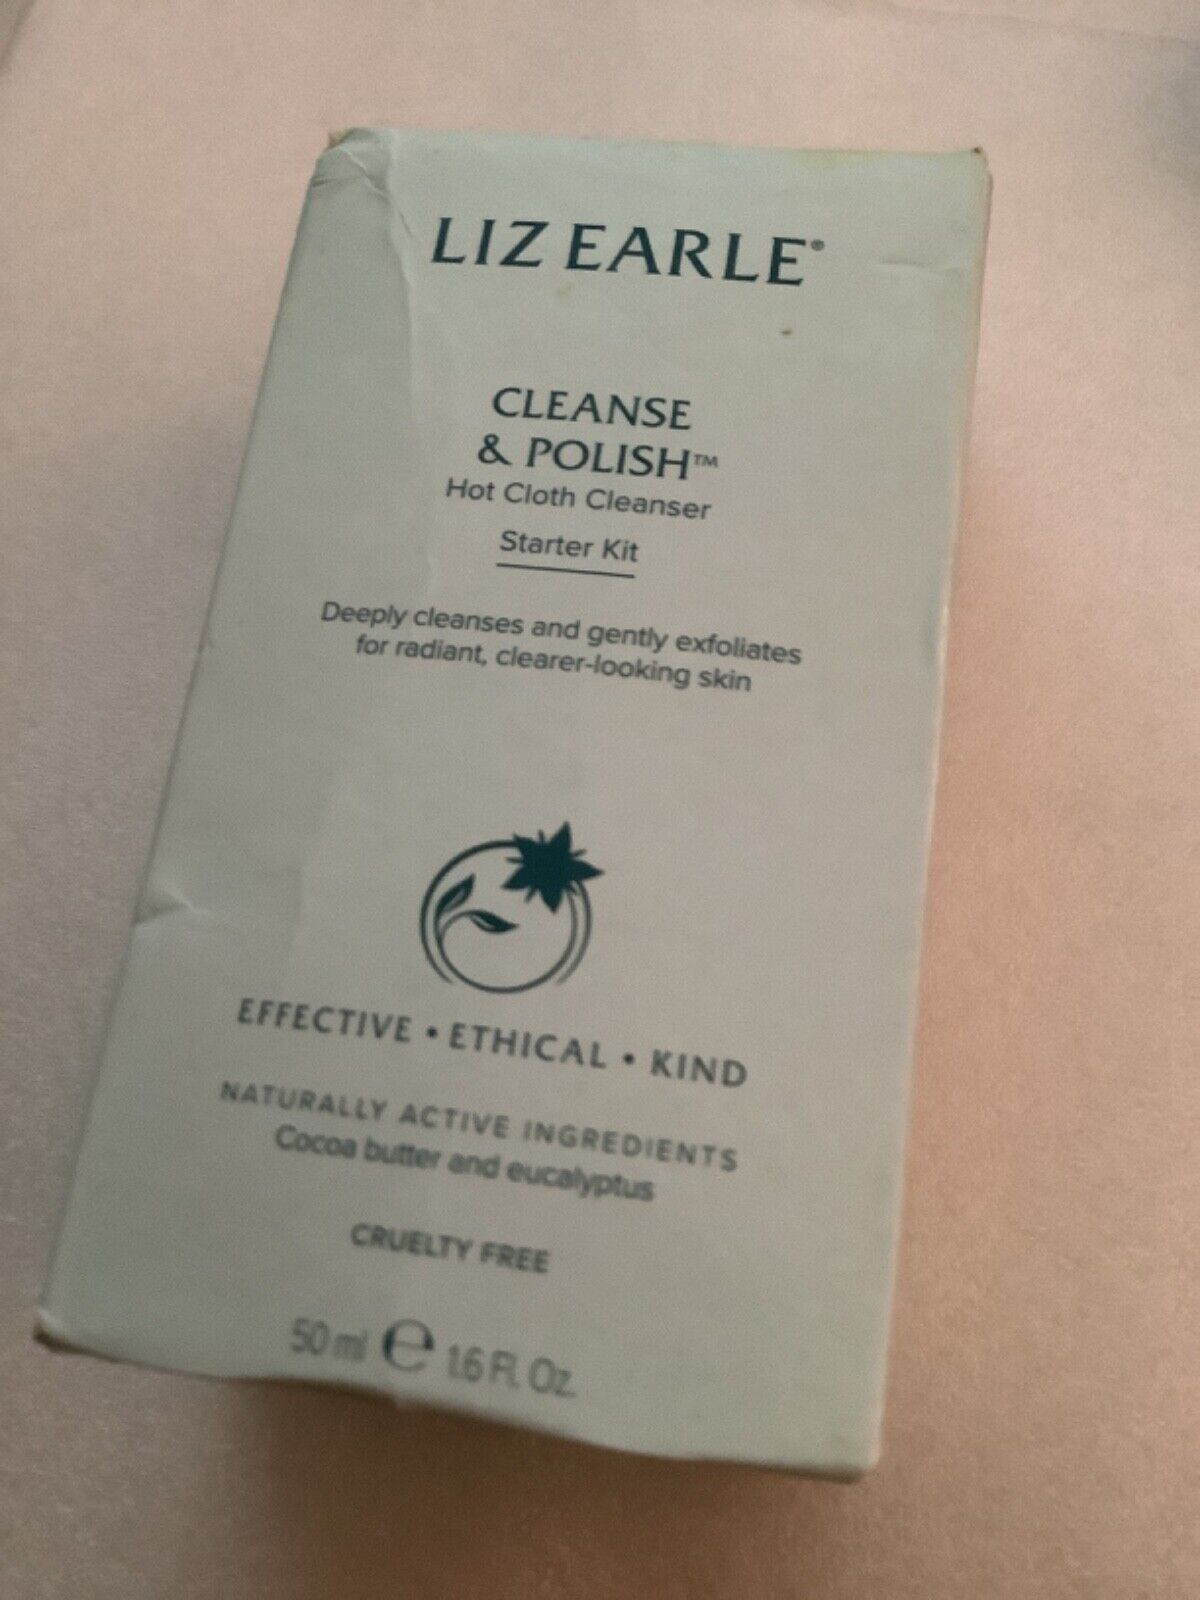 LIZ EARLE®
CLEANSE
& POLISH™
Hot Cloth Cleanser
Starter Kit
Deeply cleanses and gently exfoliates
for radiant, clearer-looking skin
EFFECTIVE • ETHICAL • KIND
NATURALLY ACTIVE INGREDIENTS
Cocoa butter and eucalyptus
CRUELTY FREE
50 ml ℮ 1.6 Fl. Oz.